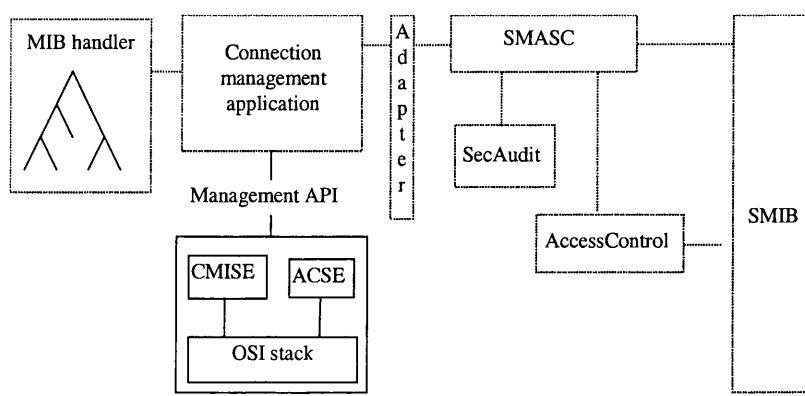 MIB handler
Connection
management
application
A
d
a
p
t
e
r
SMASC
SecAudit
AccessControl
SMIB
Management API
CMISE
ACSE
OSI stack